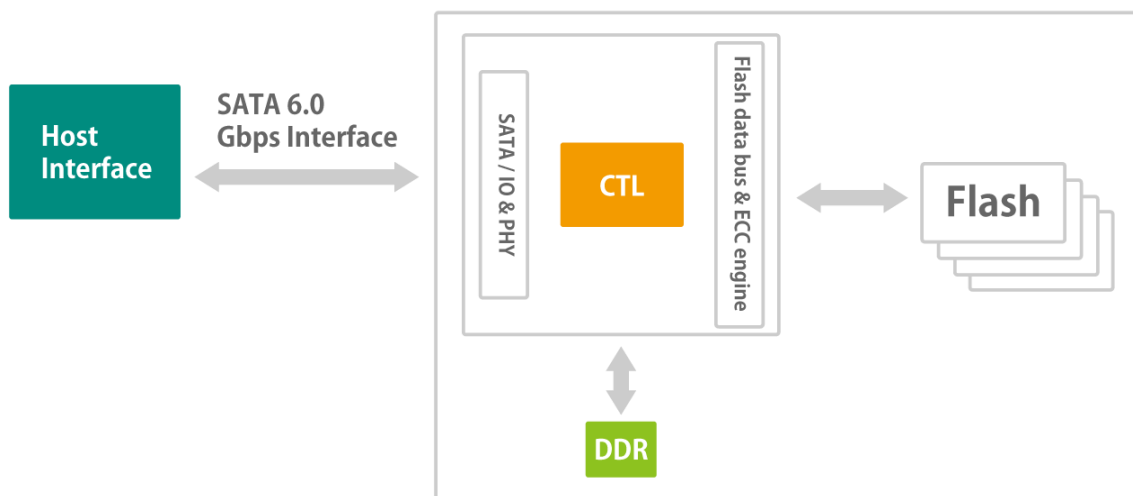 Host
Interface
SATA 6.0
Gbps Interface
SATA / IO & PHY
CTL
Flash data bus & ECC engine
Flash
DDR